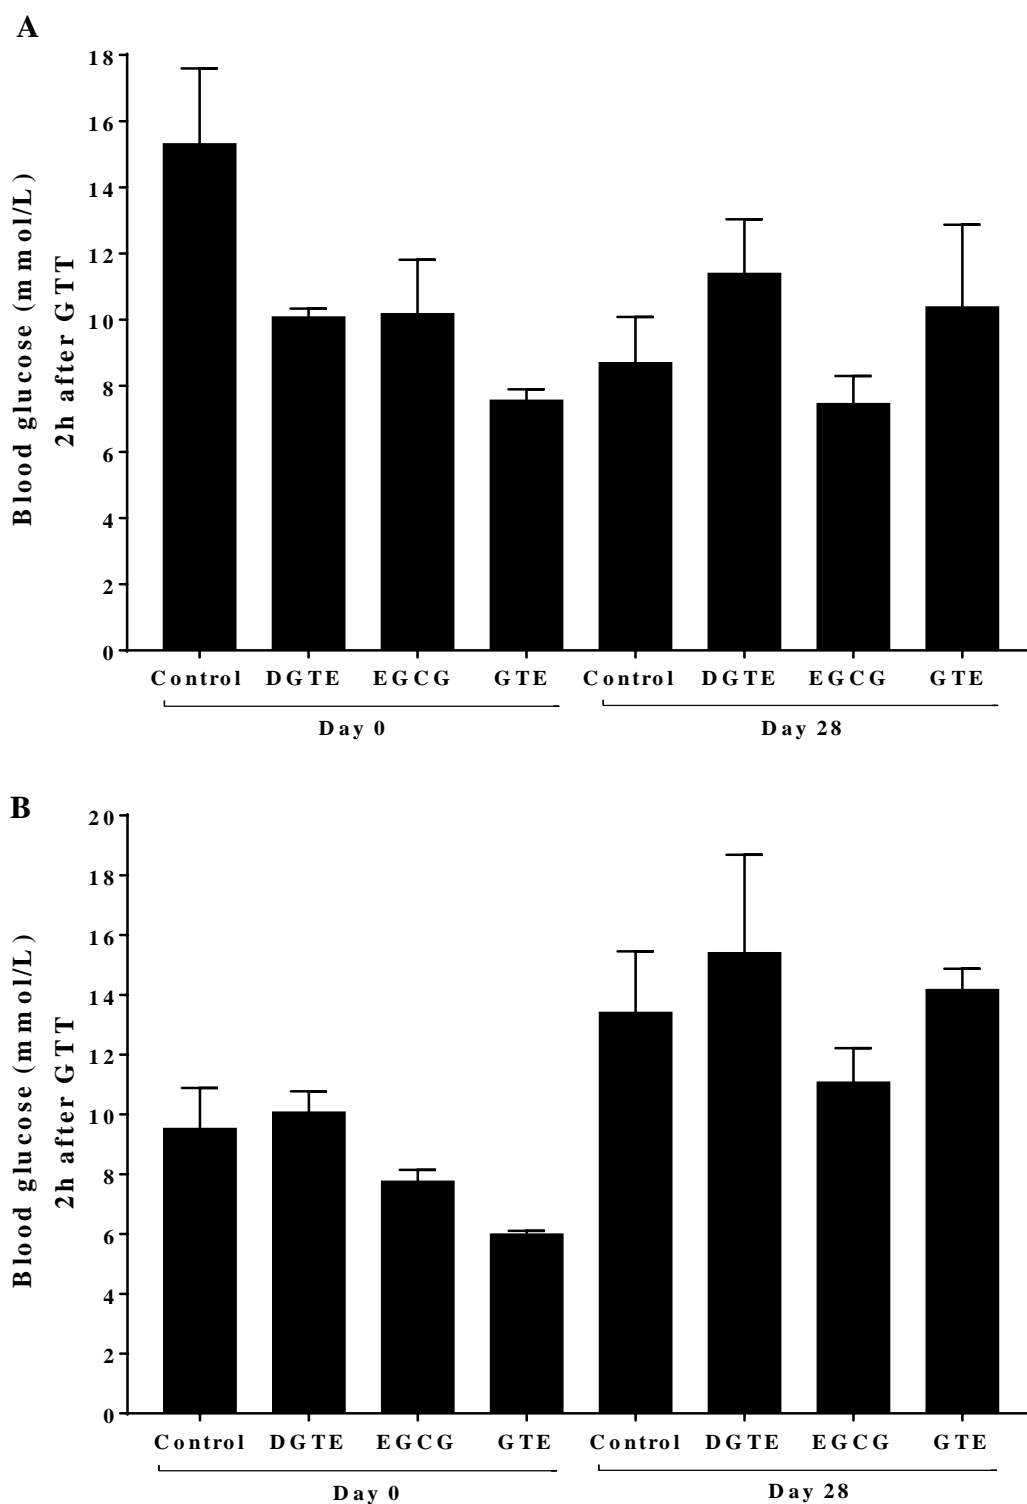 A
Blood glucose (mmol/L)
2h after GTT
18
16
14
12
10
8
6
4
2
0
Control DGTE EGCG GTE Control DGTE EGCG GTE
Day 0 Day 28
B
Blood glucose (mmol/L)
2h after GTT
20
18
16
14
12
10
8
6
4
2
0
Control DGTE EGCG GTE Control DGTE EGCG GTE
Day 0 Day 28